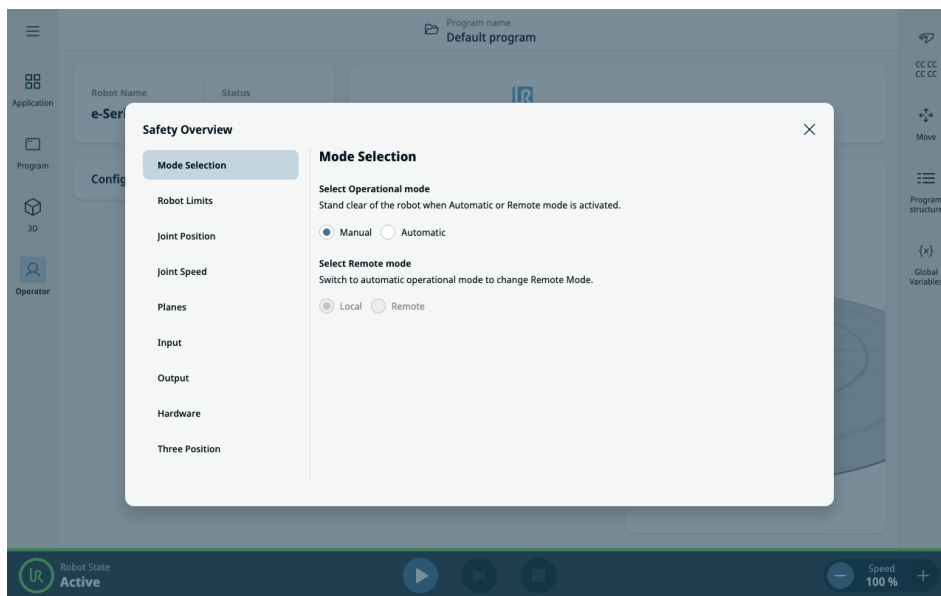 Program name
Default program
Application
Program
3D
Operator
Robot Name
Status
e-Seri
Config
Safety Overview
Mode Selection
Robot Limits
Joint Position
Joint Speed
Planes
Input
Output
Hardware
Three Position
Mode Selection
Select Operational mode
Stand clear of the robot when Automatic or Remote mode is activated.
Manual Automatic
Select Remote mode
Switch to automatic operational mode to change Remote Mode.
Local Remote
CC CC
CC CC
Move
Program
structure
{x}
Global
Variables
UR
Robot State
Active
Speed
100 %